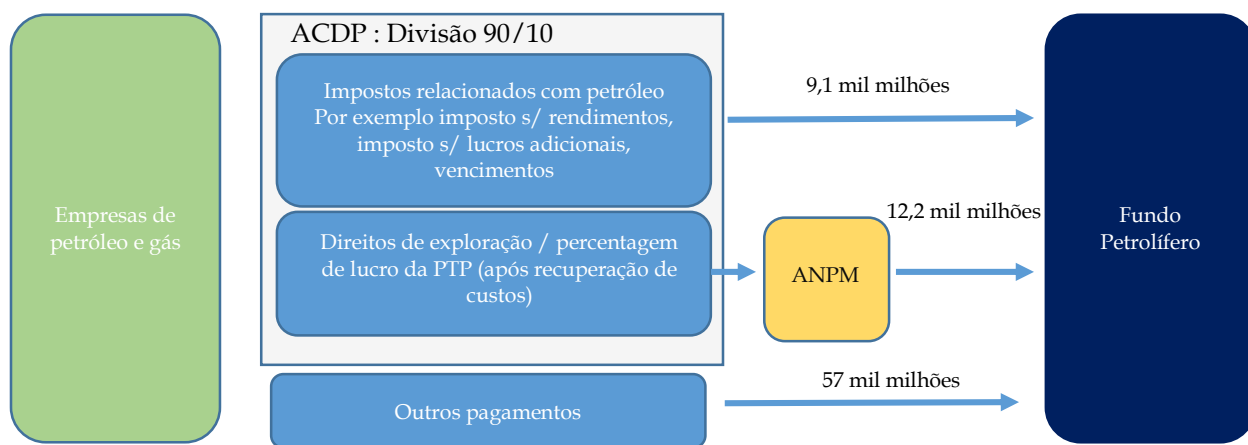 ACDP : Divisão 90/10
Impostos relacionados com petróleo
Por exemplo imposto s/ rendimentos,
imposto s/ lucros adicionais,
vencimentos
9,1 mil milhões
Empresas de
petróleo e gás
Direitos de exploração / percentagem
de lucro da PTP (após recuperação de
custos)
ANPM
12,2 mil milhões
Fundo
Petrolífero
Outros pagamentos
57 mil milhões